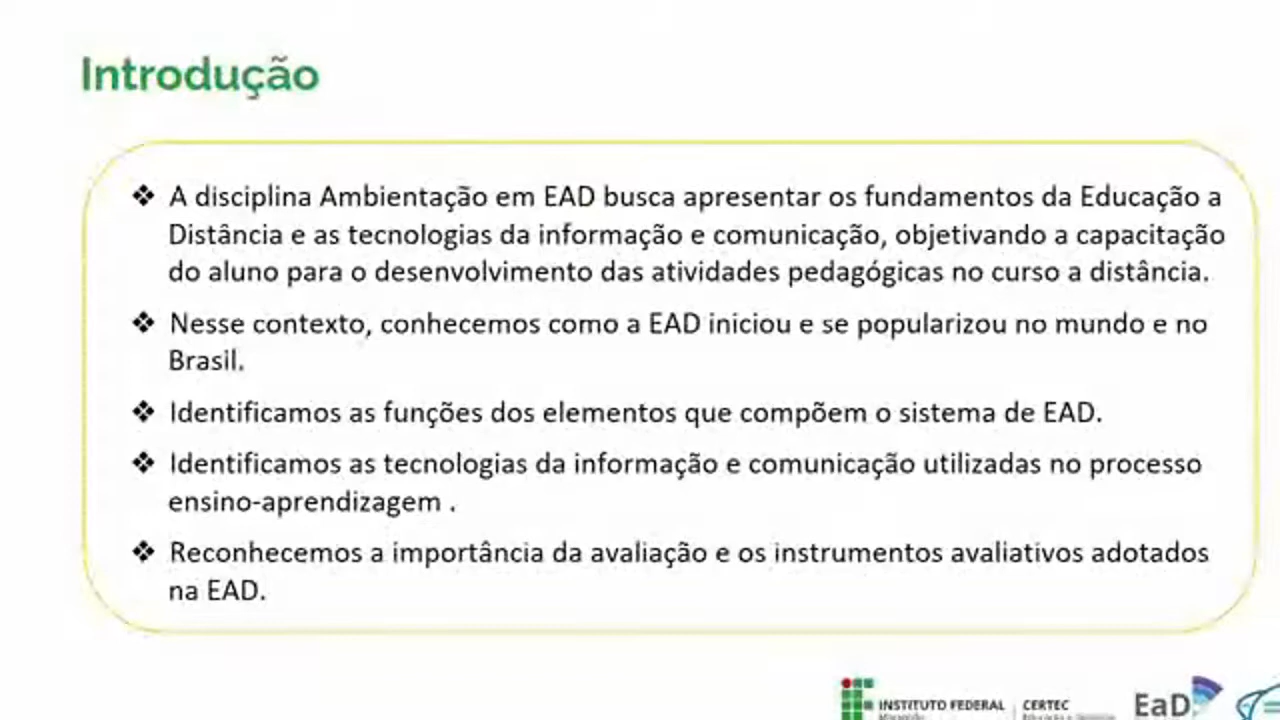 Introdução
❖ A disciplina Ambientação em EAD busca apresentar os fundamentos da Educação a
Distância e as tecnologias da informação e comunicação, objetivando a capacitação
do aluno para o desenvolvimento das atividades pedagógicas no curso a distância.
❖ Nesse contexto, conhecemos como a EAD iniciou e se popularizou no mundo e no
Brasil.
❖ Identificamos as funções dos elementos que compõem o sistema de EAD.
❖ Identificamos as tecnologias da informação e comunicação utilizadas no processo
ensino-aprendizagem .
❖ Reconhecemos a importância da avaliação e os instrumentos avaliativos adotados
na EAD.
INSTITUTO FEDERAL
CERTEC
EaD